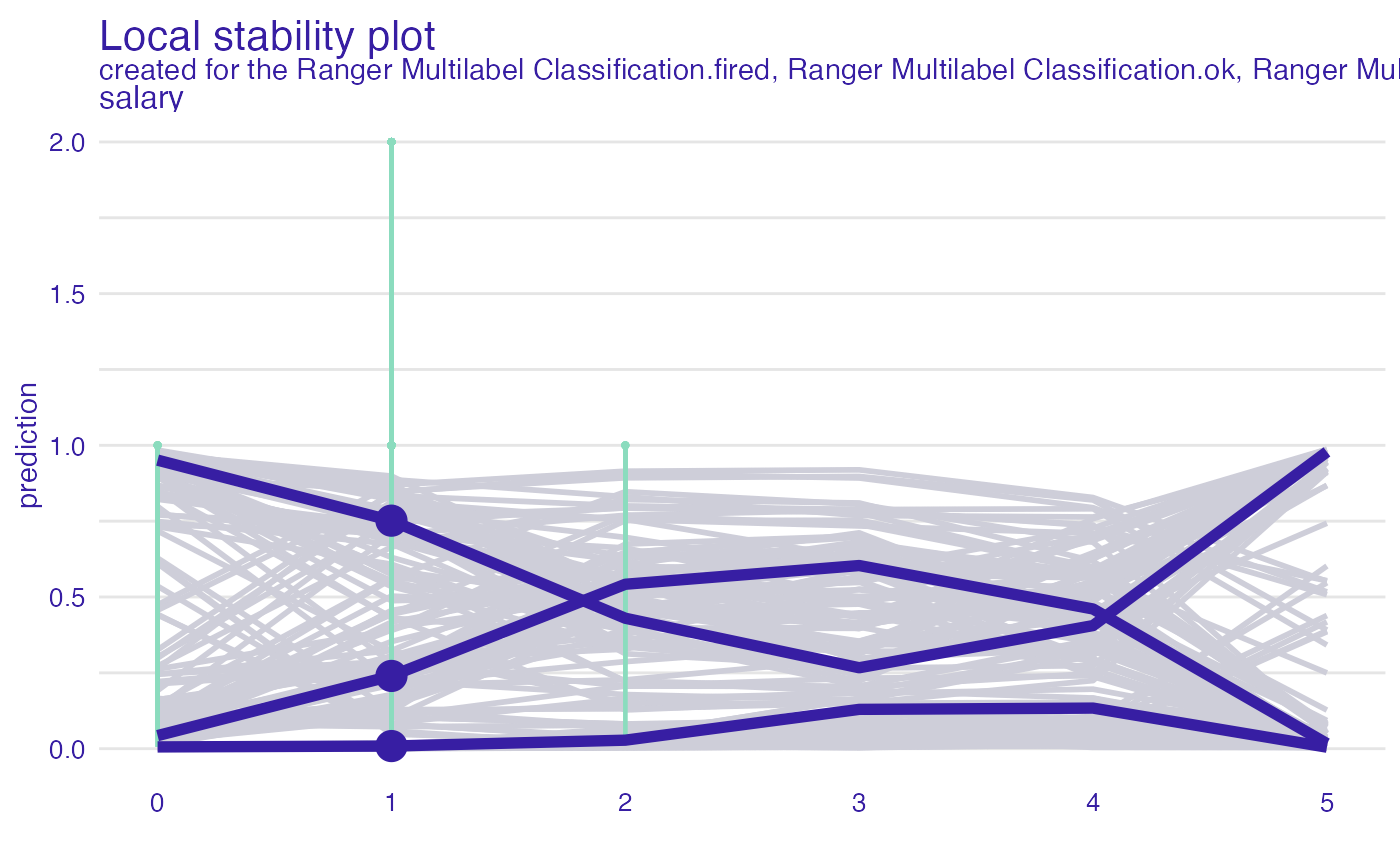 Local stability plot
created for the Ranger Multilabel Classification.fired, Ranger Multilabel Classification.ok, Ranger Mul
salary
2.0
1.5
1.0
0.5
0.0
prediction
0 1 2 3 4 5